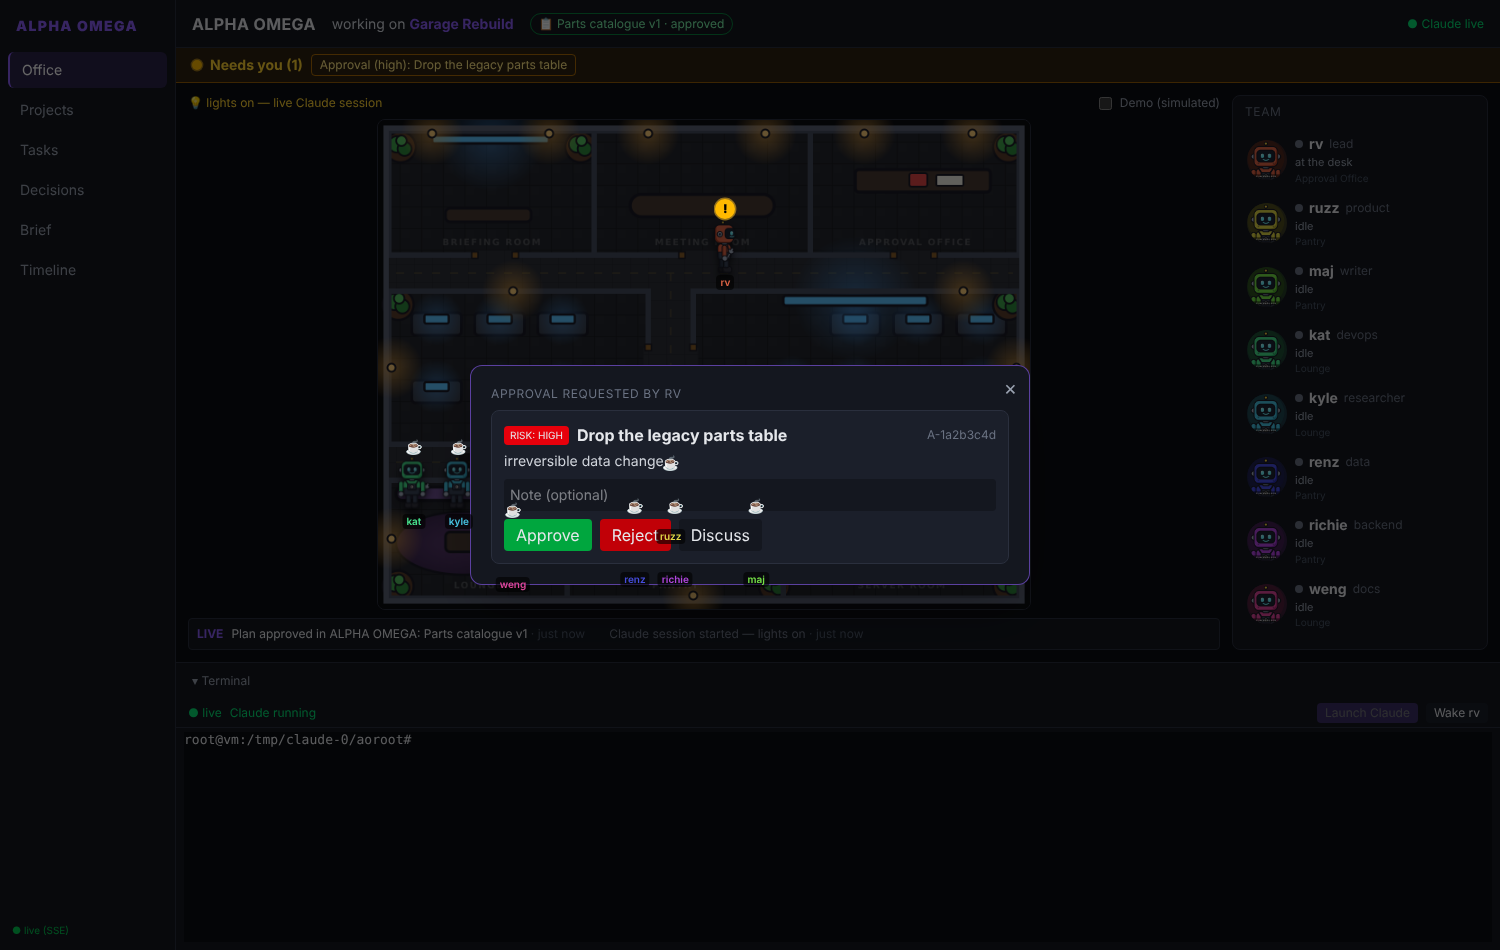 ALPHA OMEGA
Office
Projects
Tasks
Decisions
Brief
Timeline
live (SSE)
ALPHA OMEGA working on Garage Rebuild Parts catalogue v1 · approved
Claude live
Needs you (1) Approval (high): Drop the legacy parts table
lights on — live Claude session
Demo (simulated)
BRIEFING ROOM
MEETING
APPROVAL OFFICE
!
rv
APPROVAL REQUESTED BY RV
×
RISK: HIGH Drop the legacy parts table A-1a2b3c4d
irreversible data change
Note (optional)
Approve Reject Discuss
kat
kyle
ruzz
weng
renz
richie
maj
SERVER ROOM
TEAM
rv lead
at the desk
Approval Office
ruzz product
idle
Pantry
maj writer
idle
Pantry
kat devops
idle
Lounge
kyle researcher
idle
Lounge
renz data
idle
Pantry
richie backend
idle
Pantry
weng docs
idle
Lounge
LIVE Plan approved in ALPHA OMEGA: Parts catalogue v1 · just now Claude session started — lights on · just now
▾ Terminal
live Claude running
Launch Claude Wake rv
root@vm:/tmp/claude-0/aoroot#